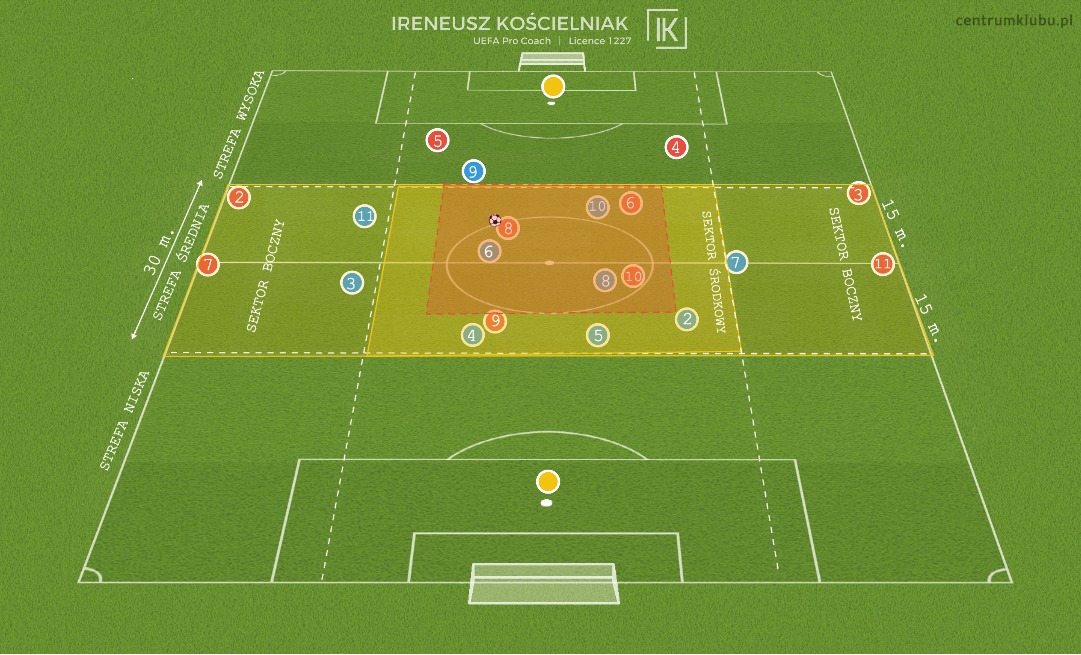 IRENEUSZ KOŚCIELNIAK
UEFA Pro Coach | Licence 1227
IK
centrumklubu.pl
STREFA WYSOKA
5
4
9
2
11
10
6
3
8
6
7
3
8
10
7
11
4
9
5
2
30 m.
STREFA ŚREDNIA
SEKTOR BOCZNY
SEKTOR ŚRODKOWY
SEKTOR BOCZNY
15 m.
15 m.
STREFA NISKA